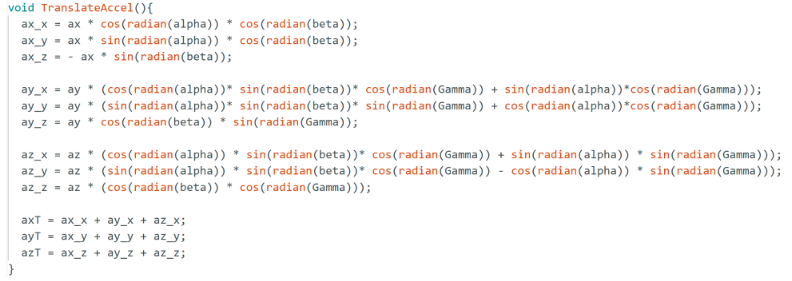 void TranslateAccel(){
  ax_x = ax * cos(radian(alpha)) * cos(radian(beta));
  ax_y = ax * sin(radian(alpha)) * cos(radian(beta));
  ax_z = - ax * sin(radian(beta));

  ay_x = ay * (cos(radian(alpha))* sin(radian(beta))* cos(radian(Gamma)) + sin(radian(alpha))*cos(radian(Gamma)));
  ay_y = ay * (sin(radian(alpha))* sin(radian(beta))* sin(radian(Gamma)) + cos(radian(alpha))*cos(radian(Gamma)));
  ay_z = ay * cos(radian(beta)) * sin(radian(Gamma));

  az_x = az * (cos(radian(alpha)) * sin(radian(beta))* cos(radian(Gamma)) + sin(radian(alpha)) * sin(radian(Gamma)));
  az_y = az * (sin(radian(alpha)) * sin(radian(beta))* cos(radian(Gamma)) - cos(radian(alpha)) * sin(radian(Gamma)));
  az_z = az * (cos(radian(beta)) * cos(radian(Gamma)));

  axT = ax_x + ay_x + az_x;
  ayT = ax_y + ay_y + az_y;
  azT = ax_z + ay_z + az_z;
}